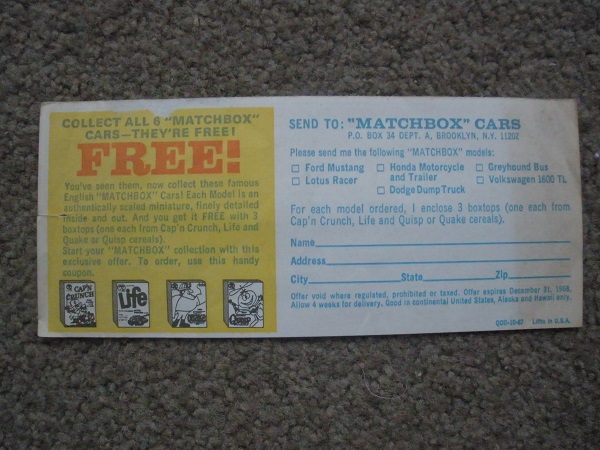 COLLECT ALL 6 "MATCHBOX"
CARS—THEY'RE FREE!
FREE!
You've seen them, now collect these famous
English "MATCHBOX" Cars! Each Model is an
authentically scaled miniature, finely detailed
inside and out. And you get it FREE with 3
boxtops (one each from Cap'n Crunch, Life and
Quake or Quisp cereals).
Start your "MATCHBOX" collection with this
exclusive offer. To order, use this handy
coupon.
CAP'N
CRUNCH
Life
SEND TO: "MATCHBOX" CARS
P.O. BOX 34 DEPT. A, BROOKLYN, N.Y. 11202
Please send me the following "MATCHBOX" models:
Ford Mustang
Honda Motorcycle
and Trailer
Greyhound Bus
Lotus Racer
Volkswagen 1600 TL
Dodge Dump Truck
For each model ordered, I enclose 3 boxtops (one each from
Cap'n Crunch, Life and Quisp or Quake cereals).
Name
Address
City State Zip
Offer void where regulated, prohibited or taxed. Offer expires December 31, 1968.
Allow 4 weeks for delivery. Good in continental United States, Alaska and Hawaii only.
Litho in U.S.A.